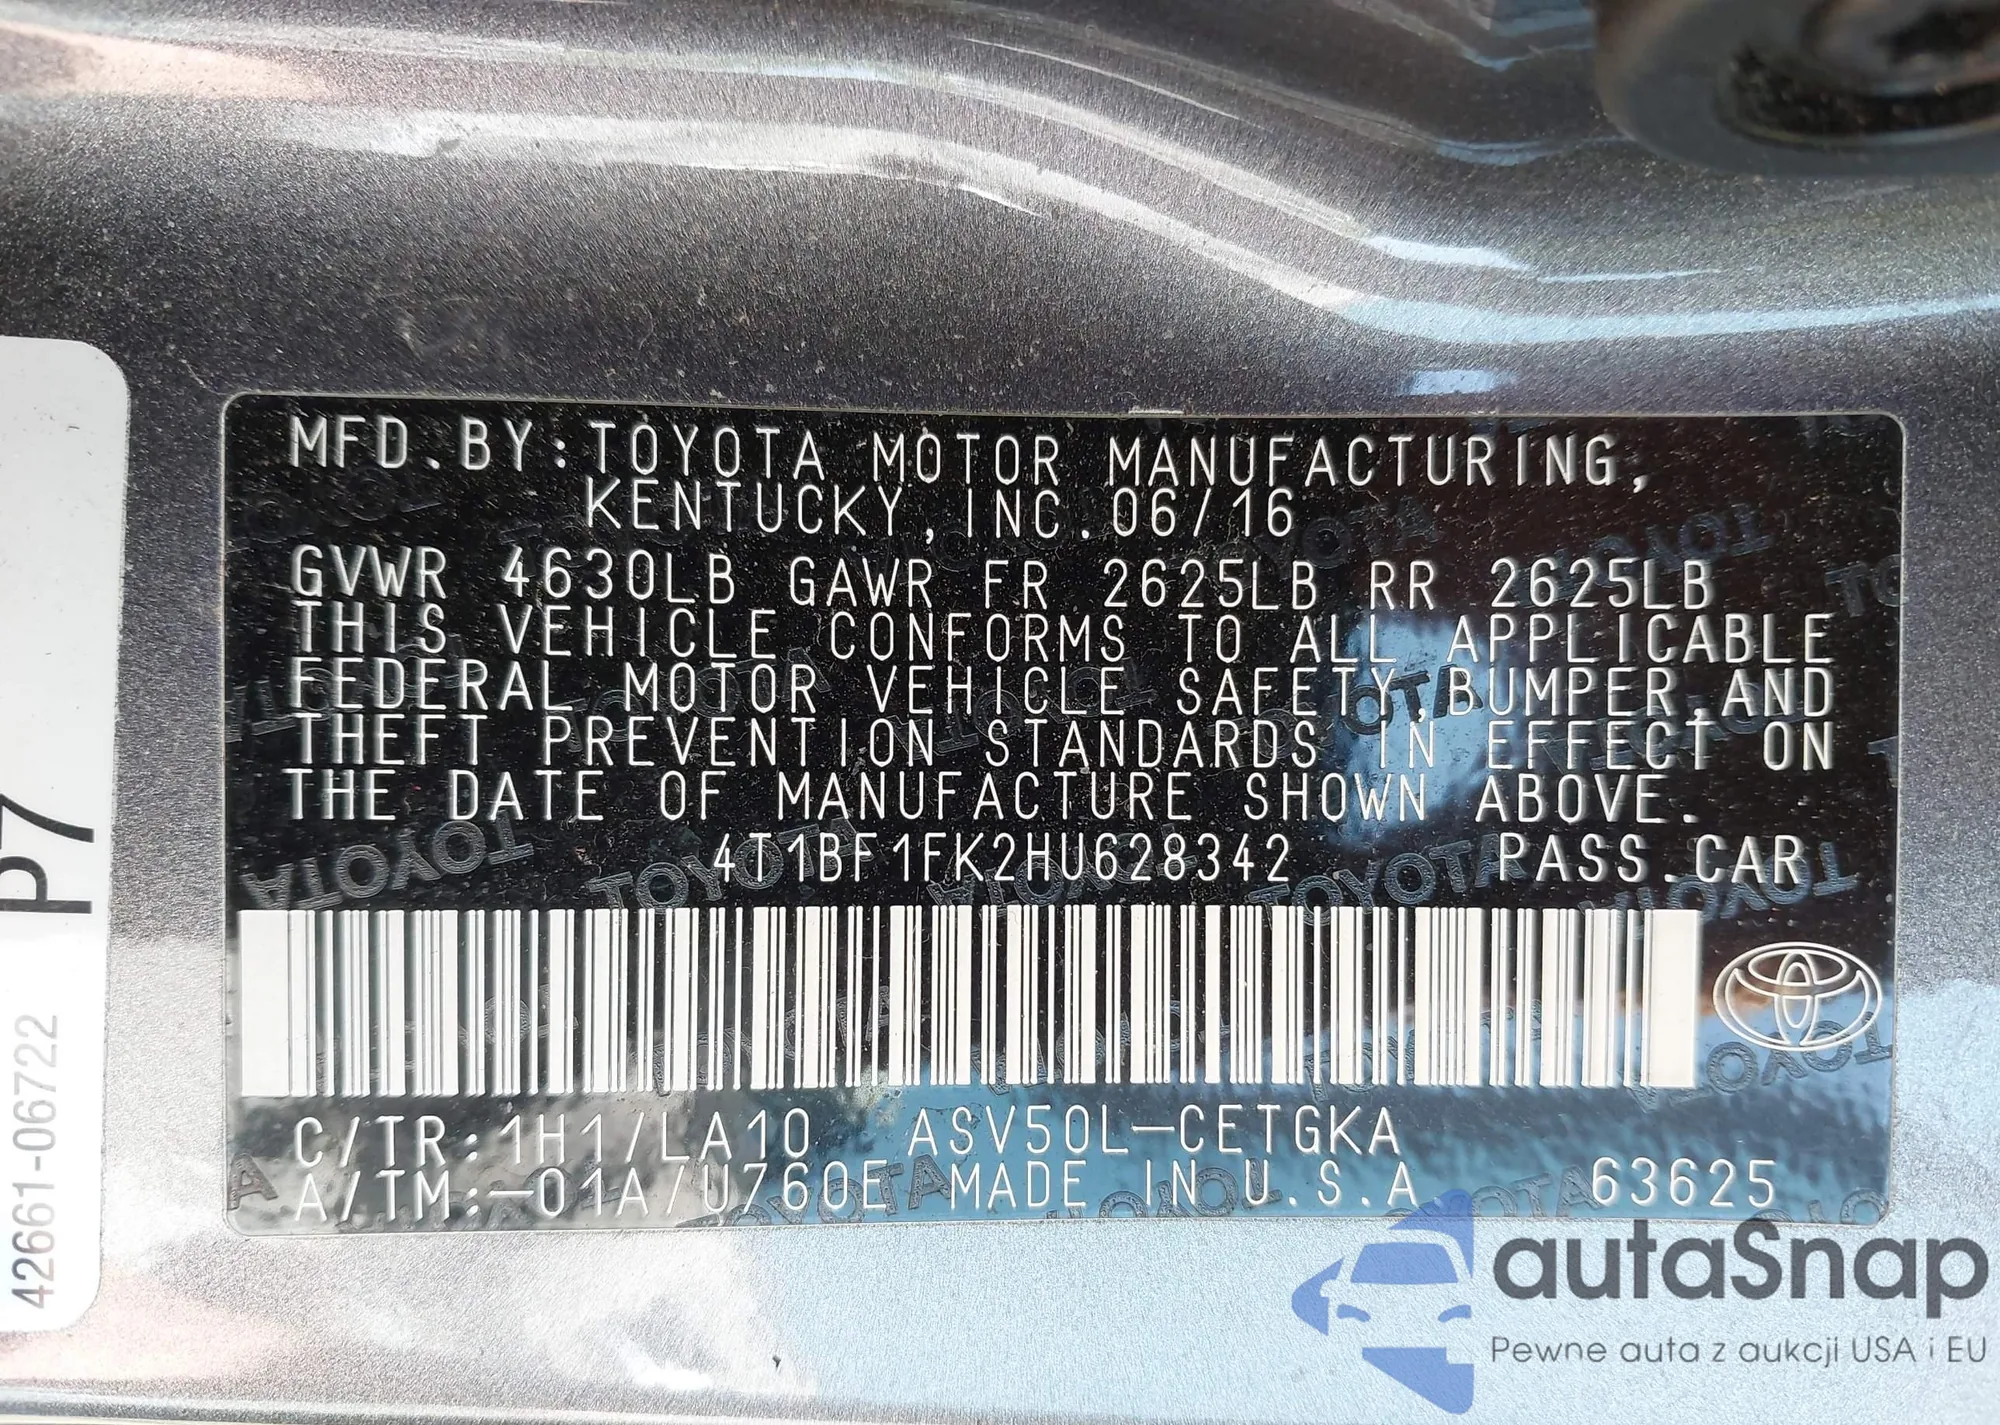 MFD.BY:TOYOTA MOTOR MANUFACTURING,
KENTUCKY,INC.06/16
GVWR 4630LB GAWR FR 2625LB RR 2625LB
THIS VEHICLE CONFORMS TO ALL APPLICABLE
FEDERAL MOTOR VEHICLE SAFETY,BUMPER,AND
THEFT PREVENTION STANDARDS IN EFFECT ON
THE DATE OF MANUFACTURE SHOWN ABOVE.
4T1BF1FK2HU628342 PASS.CAR
C/TR:1H1/LA10 ASV50L-CETGKA
A/TM:-01A/U760E MADE IN U.S.A 63625
P7
42661-06722
autaSnap
Pewne auta z aukcji USA i EU